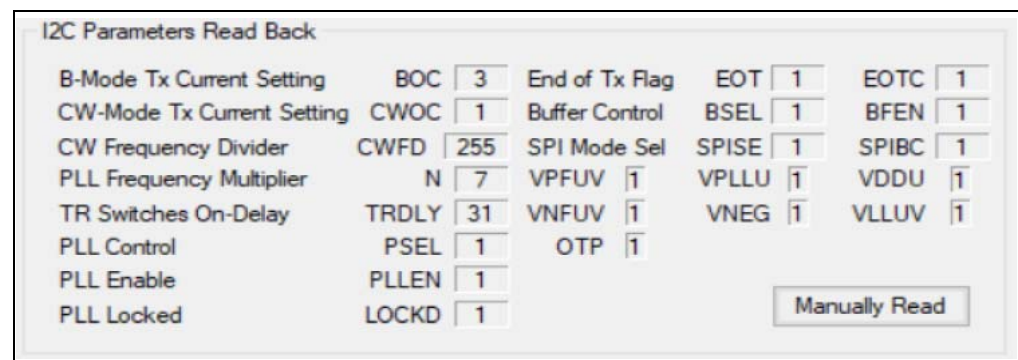 I2C Parameters Read Back
B-Mode Tx Current Setting BOC 3 End of Tx Flag EOT 1 EOTC 1
CW-Mode Tx Current Setting CWOC 1 Buffer Control BSEL 1 BFEN 1
CW Frequency Divider CWFD 255 SPI Mode Sel SPISE 1 SPIBC 1
PLL Frequency Multiplier N 7 VPFUV 1 VPLLU 1 VDDU 1
TR Switches On-Delay TRDLY 31 VNFUV 1 VNEG 1 VLLUV 1
PLL Control PSEL 1 OTP 1
PLL Enable PLLEN 1
PLL Locked LOCKD 1
Manually Read